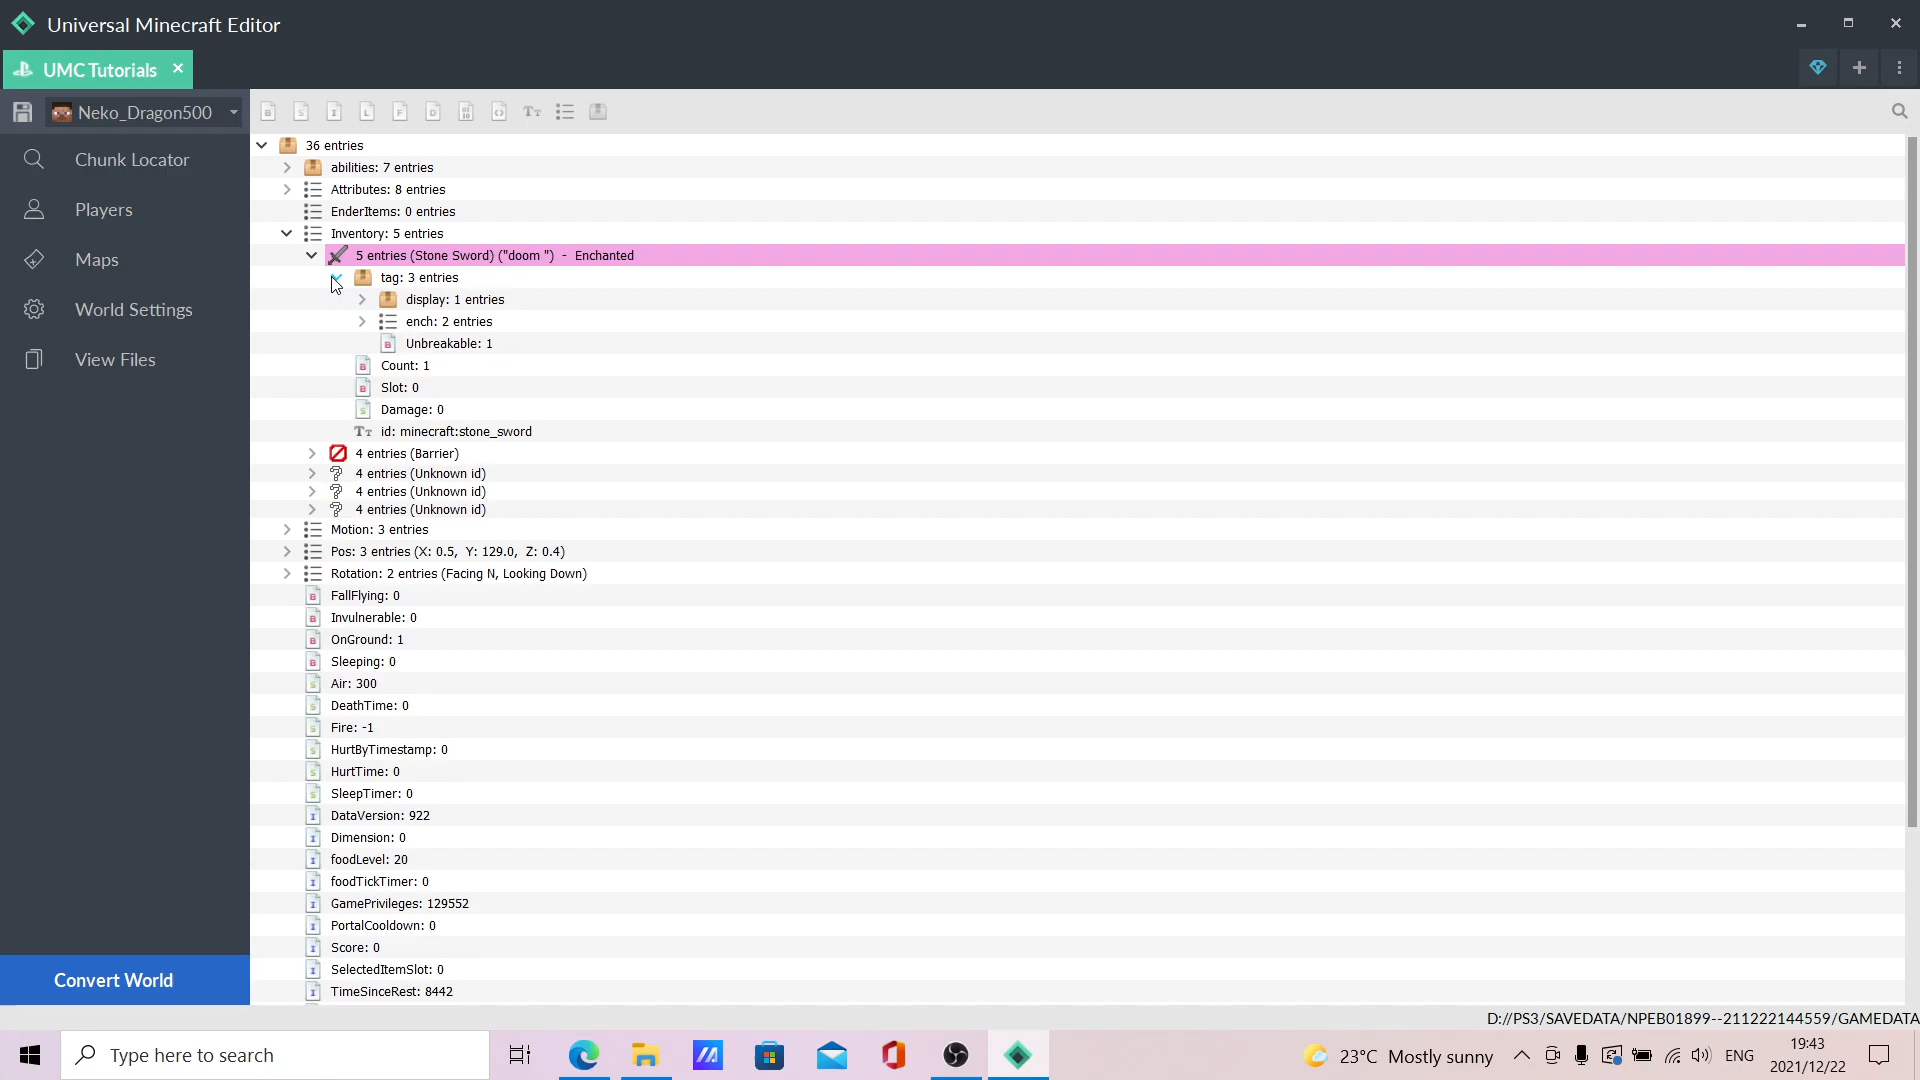 Universal Minecraft Editor
UMC Tutorials
Neko_Dragon500
B S I L F D Tт
Chunk Locator
Players
Maps
World Settings
View Files
36 entries
abilities: 7 entries
Attributes: 8 entries
EnderItems: 0 entries
Inventory: 5 entries
5 entries (Stone Sword) ("doom ") - Enchanted
tag: 3 entries
display: 1 entries
ench: 2 entries
B Unbreakable: 1
B Count: 1
B Slot: 0
S Damage: 0
Tт id: minecraft:stone_sword
4 entries (Barrier)
? 4 entries (Unknown id)
? 4 entries (Unknown id)
? 4 entries (Unknown id)
Motion: 3 entries
Pos: 3 entries (X: 0.5, Y: 129.0, Z: 0.4)
Rotation: 2 entries (Facing N, Looking Down)
B FallFlying: 0
B Invulnerable: 0
B OnGround: 1
B Sleeping: 0
S Air: 300
S DeathTime: 0
S Fire: -1
S HurtByTimestamp: 0
S HurtTime: 0
S SleepTimer: 0
I DataVersion: 922
I Dimension: 0
I foodLevel: 20
I foodTickTimer: 0
I GamePrivileges: 129552
I PortalCooldown: 0
I Score: 0
I SelectedItemSlot: 0
I TimeSinceRest: 8442
Convert World
D://PS3/SAVEDATA/NPEB01899--211222144559/GAMEDATA
Type here to search
23°C Mostly sunny
ENG
19:43
2021/12/22